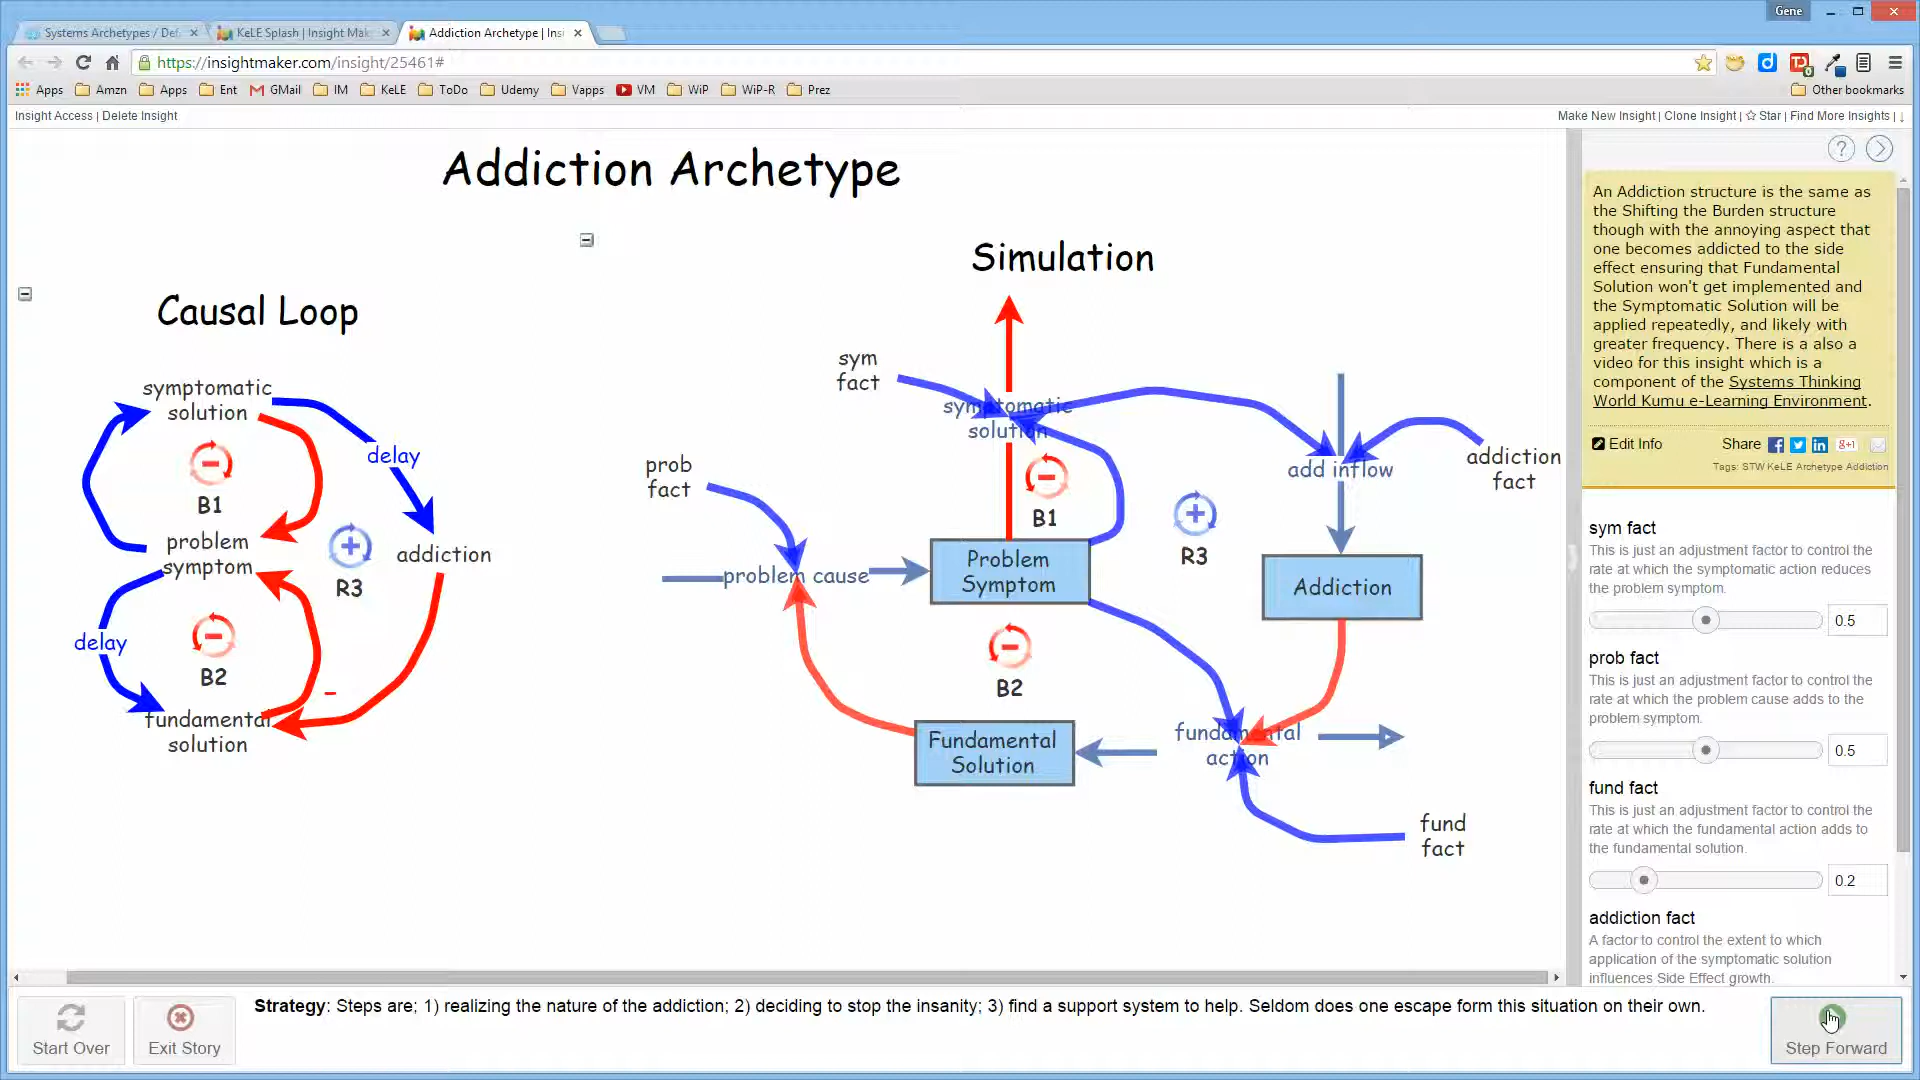 Gene
Systems Archetypes / Def
KeLE Splash | Insight Mak
Addiction Archetype | Ins
https://insightmaker.com/insight/25461#
Apps
Amzn
Apps
Ent
GMail
IM
KeLE
ToDo
Udemy
Vapps
VM
WiP
WiP-R
Prez
Other bookmarks
Insight Access | Delete Insight
Make New Insight | Clone Insight | ☆ Star | Find More Insights | ↓
Addiction Archetype
Causal Loop
symptomatic
solution
delay
B1
problem
symptom
addiction
R3
delay
B2
-
fundamental
solution
Simulation
sym
fact
symptomatic
solution
prob
fact
B1
R3
add inflow
addiction
fact
problem cause
Problem
Symptom
Addiction
B2
Fundamental
Solution
fundamental
action
fund
fact
An Addiction structure is the same as
the Shifting the Burden structure
though with the annoying aspect that
one becomes addicted to the side
effect ensuring that Fundamental
Solution won't get implemented and
the Symptomatic Solution will be
applied repeatedly, and likely with
greater frequency. There is a also a
video for this insight which is a
component of the Systems Thinking
World Kumu e-Learning Environment.
Edit Info
Share
Tags: STW KeLE Archetype Addiction
sym fact
This is just an adjustment factor to control the
rate at which the symptomatic action reduces
the problem symptom.
0.5
prob fact
This is just an adjustment factor to control the
rate at which the problem cause adds to the
problem symptom.
0.5
fund fact
This is just an adjustment factor to control the
rate at which the fundamental action adds to
the fundamental solution.
0.2
addiction fact
A factor to control the extent to which
application of the symptomatic solution
influences Side Effect growth.
Start Over
Exit Story
Strategy: Steps are; 1) realizing the nature of the addiction; 2) deciding to stop the insanity; 3) find a support system to help. Seldom does one escape form this situation on their own.
Step Forward